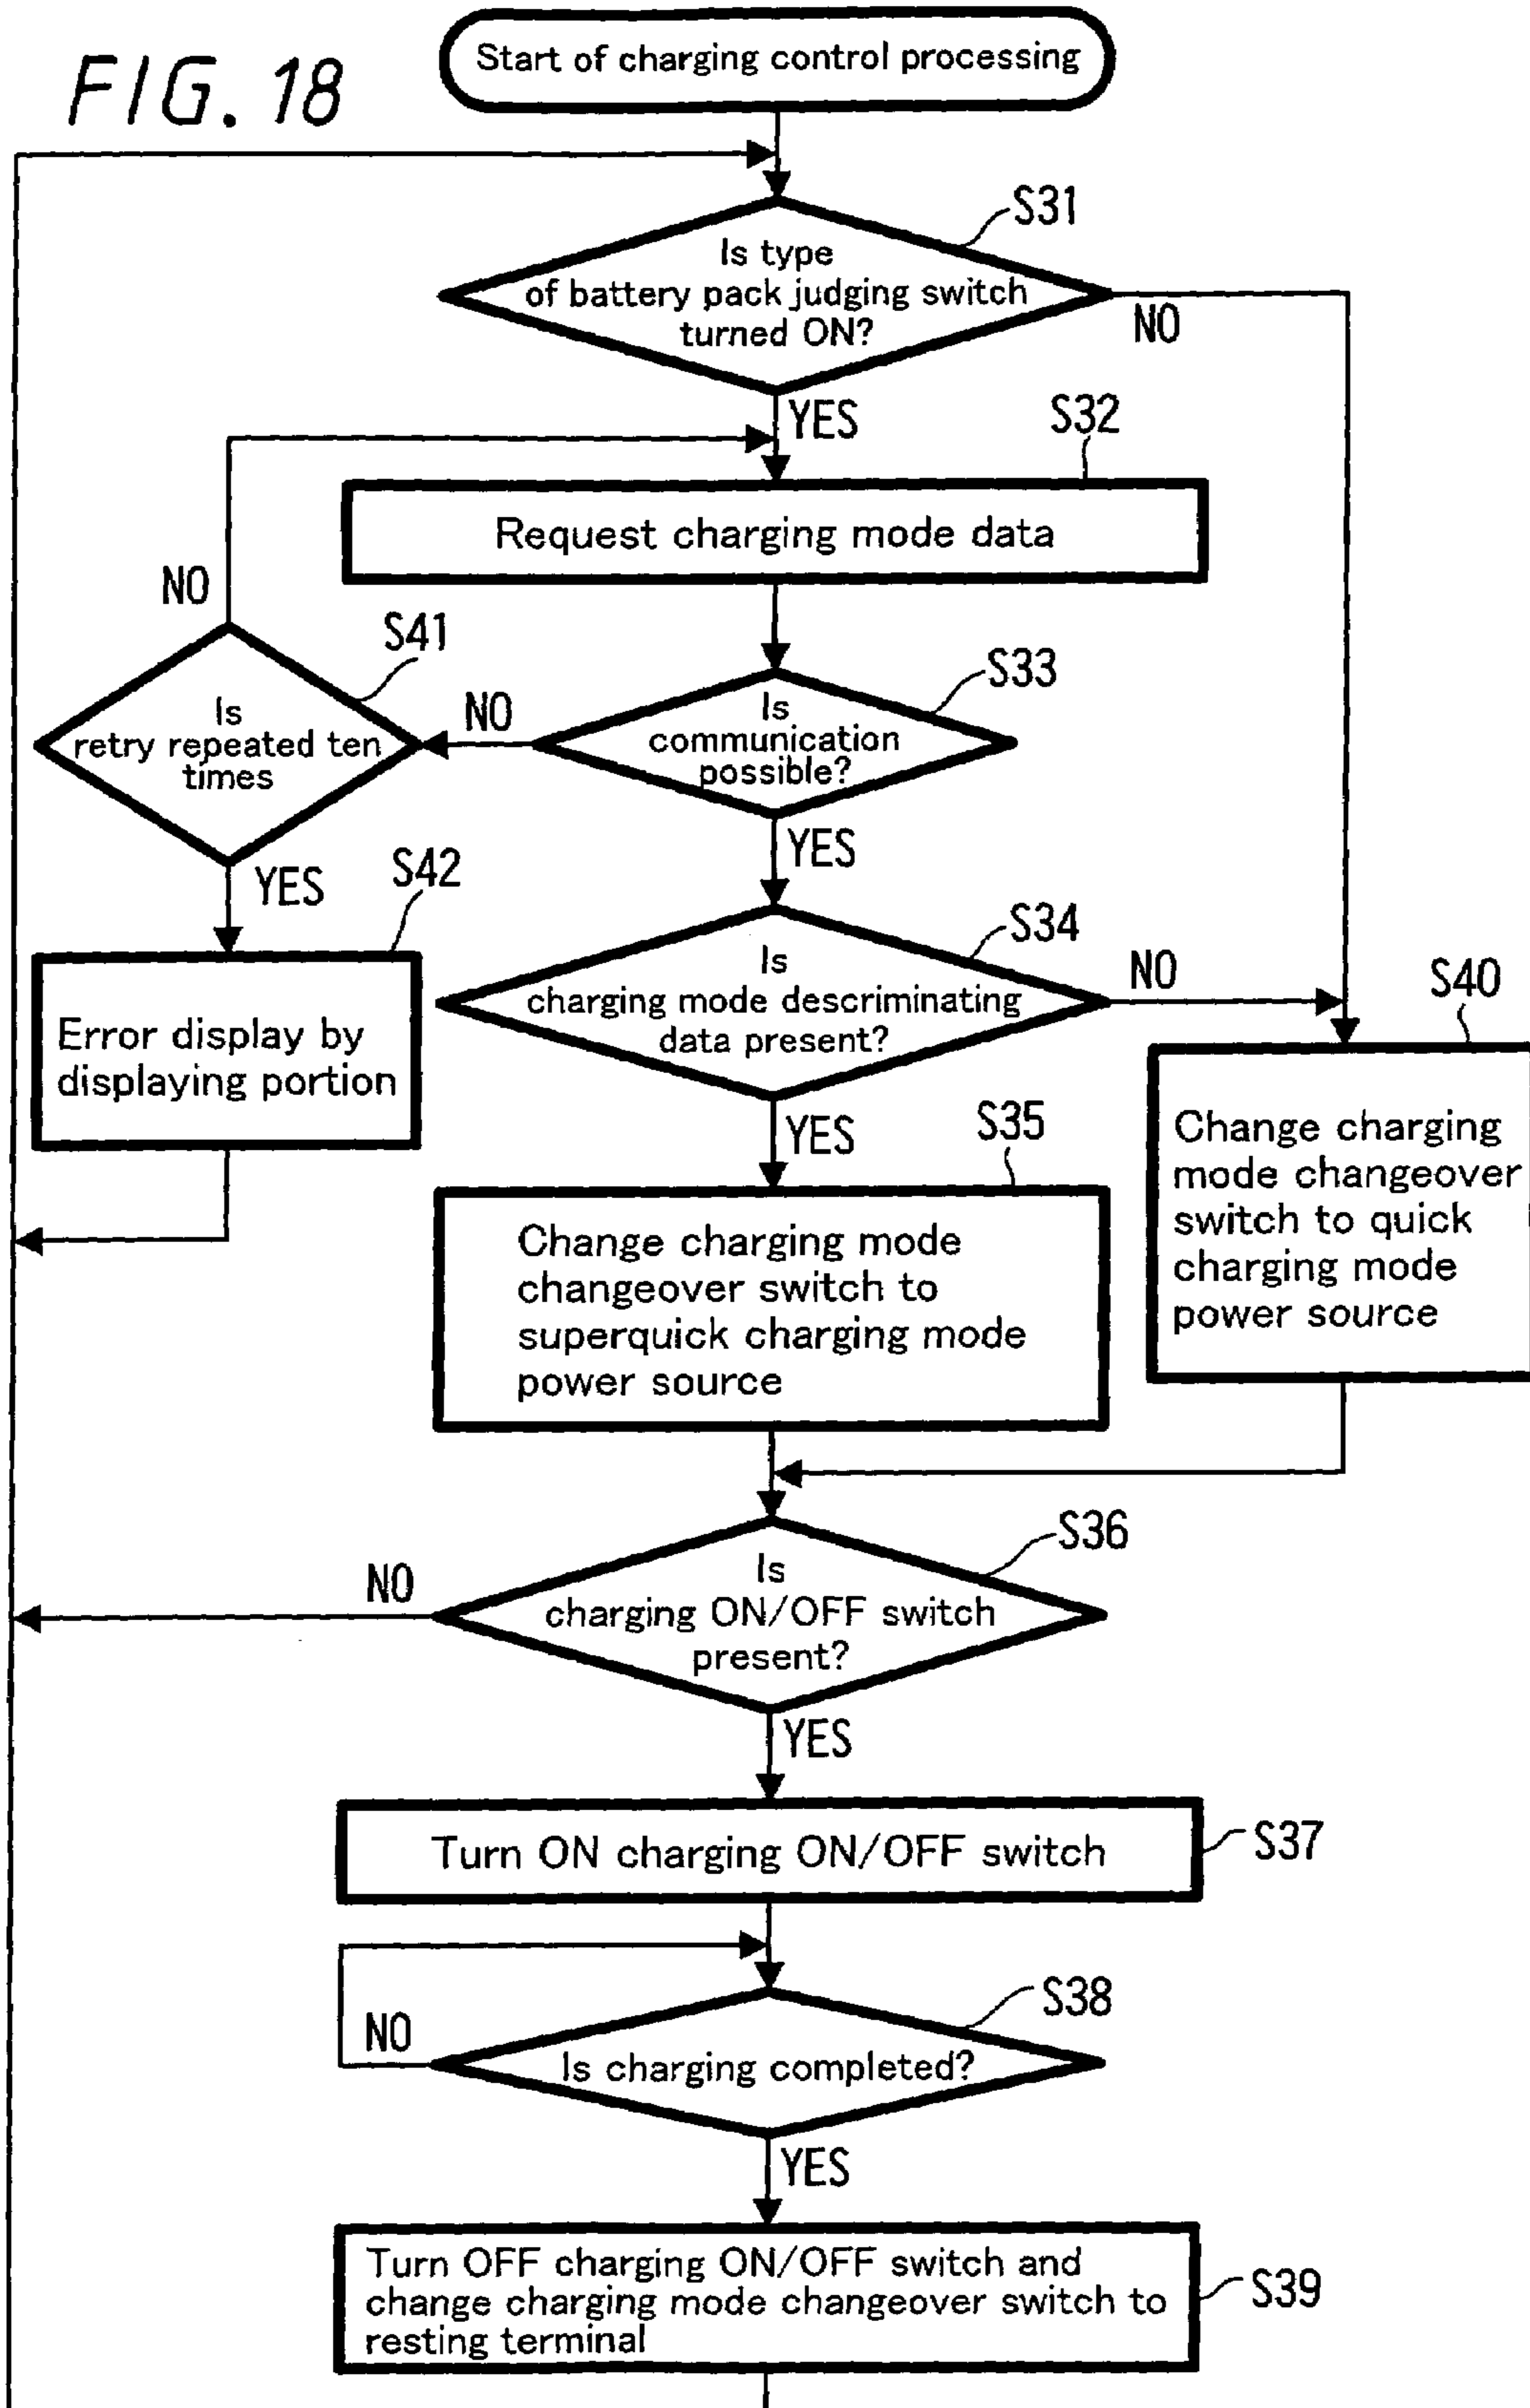 FIG. 18
Start of charging control processing
S31
Is type
of battery pack judging switch
turned ON?
NO
YES
S32
Request charging mode data
NO
S41
S33
Is
retry repeated ten
times
NO
Is
communication
possible?
YES
YES
S42
S34
Is
charging mode descriminating
data present?
NO
S40
Error display by
displaying portion
YES
S35
Change charging
mode changeover
switch to quick
charging mode
power source
Change charging mode
changeover switch to
superquick charging mode
power source
S36
Is
charging ON/OFF switch
present?
NO
YES
Turn ON charging ON/OFF switch
S37
S38
NO
Is charging completed?
YES
Turn OFF charging ON/OFF switch and
change charging mode changeover switch to
resting terminal
S39